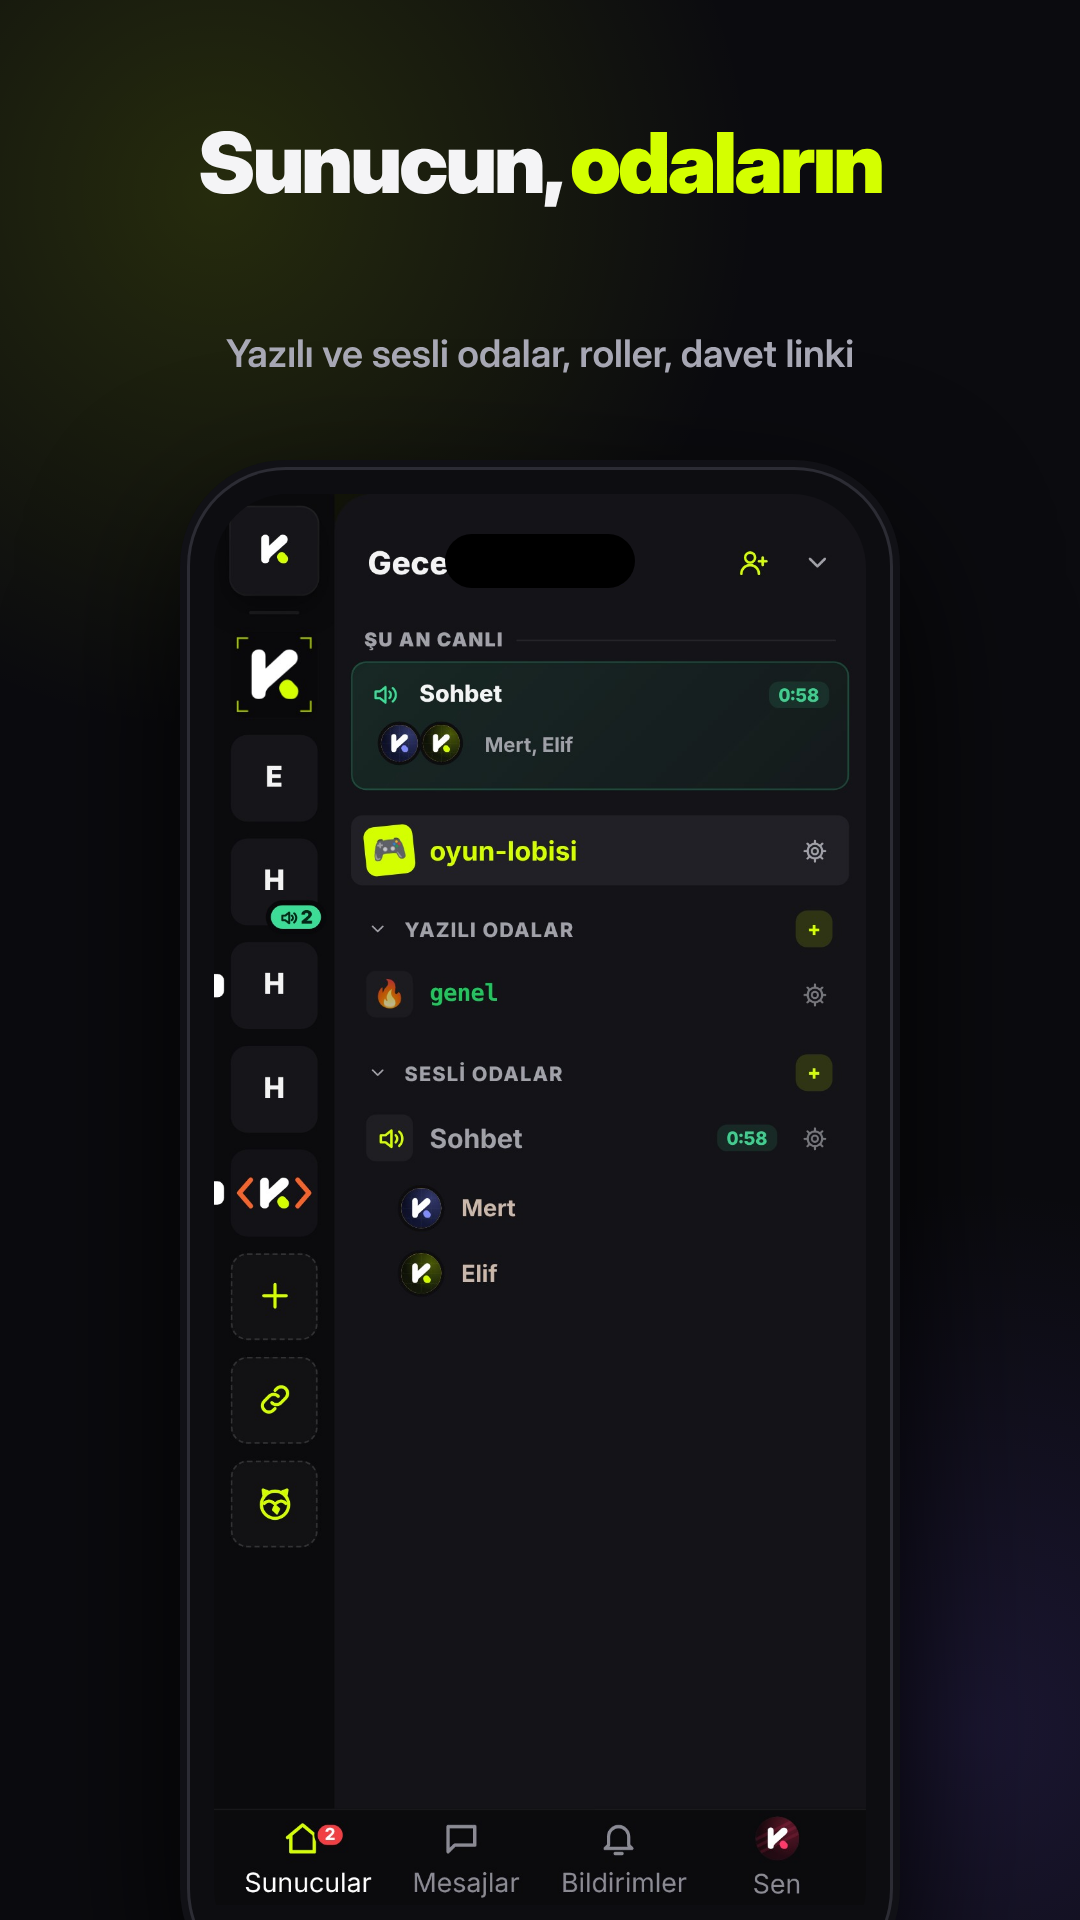 Sunucun, odaların
Yazılı ve sesli odalar, roller, davet linki
Gece
ŞU AN CANLI
Sohbet
0:58
Mert, Elif
E
H
2
H
H
oyun-lobisi
YAZILI ODALAR
genel
SESLİ ODALAR
Sohbet
0:58
Mert
Elif
2
Sunucular
Mesajlar
Bildirimler
Sen